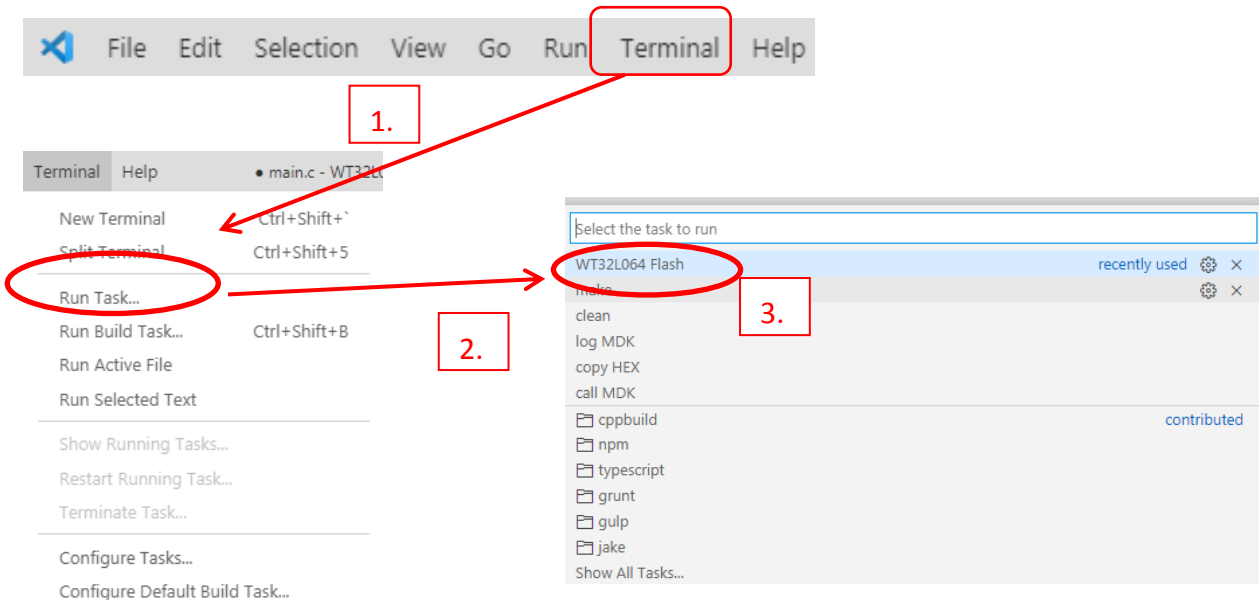 File Edit Selection View Go Run Terminal Help
1.
Terminal Help ● main.c - WT32L
New Terminal Ctrl+Shift+`
Split Terminal Ctrl+Shift+5
Run Task...
Run Build Task... Ctrl+Shift+B
Run Active File
Run Selected Text
Show Running Tasks...
Restart Running Task...
Terminate Task...
Configure Tasks...
Configure Default Build Task...
2.
Select the task to run
WT32L064 Flash recently used
make
3.
clean
log MDK
copy HEX
call MDK
cppbuild contributed
npm
typescript
grunt
gulp
jake
Show All Tasks...